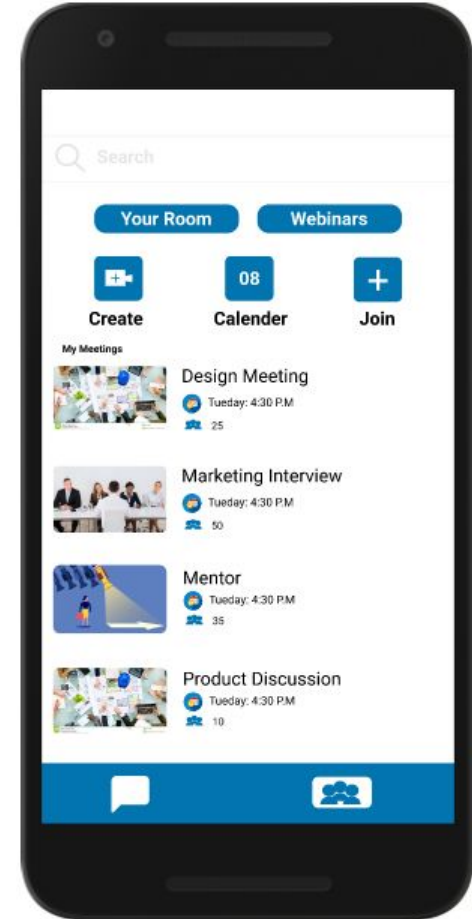 Search
Your Room Webinars
08
Create Calender Join
My Meetings
Design Meeting
Tueday: 4:30 P.M
25
Marketing Interview
Tueday: 4:30 P.M
50
Mentor
Tueday: 4:30 P.M
35
Product Discussion
Tueday: 4:30 P.M
10